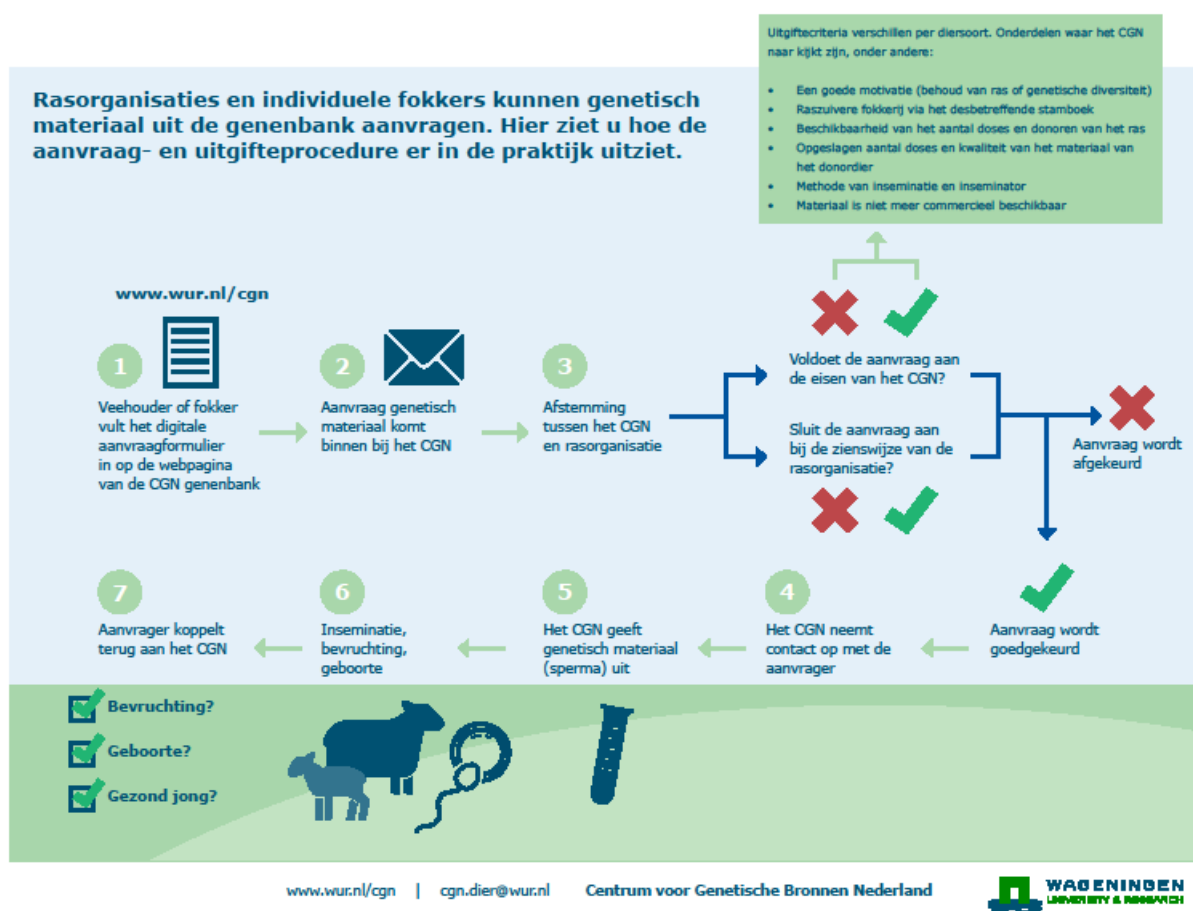 Uitgiftecriteria verschillen per diersoort. Onderdelen waar het CGN
naar kijkt zijn, onder andere:
• Een goede motivatie (behoud van ras of genetische diversiteit)
• Raszuivere fokkerij via het desbetreffende stamboek
• Beschikbaarheid van het aantal doses en donoren van het ras
• Opgeslagen aantal doses en kwaliteit van het materiaal van
het donordier
• Methode van inseminatie en inseminator
• Materiaal is niet meer commercieel beschikbaar
Rasorganisaties en individuele fokkers kunnen genetisch
materiaal uit de genenbank aanvragen. Hier ziet u hoe de
aanvraag- en uitgifteprocedure er in de praktijk uitziet.
www.wur.nl/cgn
1
Veehouder of fokker
vult het digitale
aanvraagformulier
in op de webpagina
van de CGN genenbank
2
Aanvraag genetisch
materiaal komt
binnen bij het CGN
3
Afstemming
tussen het CGN
en rasorganisatie
Voldoet de aanvraag aan
de eisen van het CGN?
Sluit de aanvraag aan
bij de zienswijze van de
rasorganisatie?
Aanvraag wordt
afgekeurd
Aanvraag wordt
goedgekeurd
4
Het CGN neemt
contact op met de
aanvrager
5
Het CGN geeft
genetisch materiaal
(sperma) uit
6
Inseminatie,
bevruchting,
geboorte
7
Aanvrager koppelt
terug aan het CGN
Bevruchting?
Geboorte?
Gezond jong?
www.wur.nl/cgn | cgn.dier@wur.nl Centrum voor Genetische Bronnen Nederland
WAGENINGEN
UNIVERSITY & RESEARCH